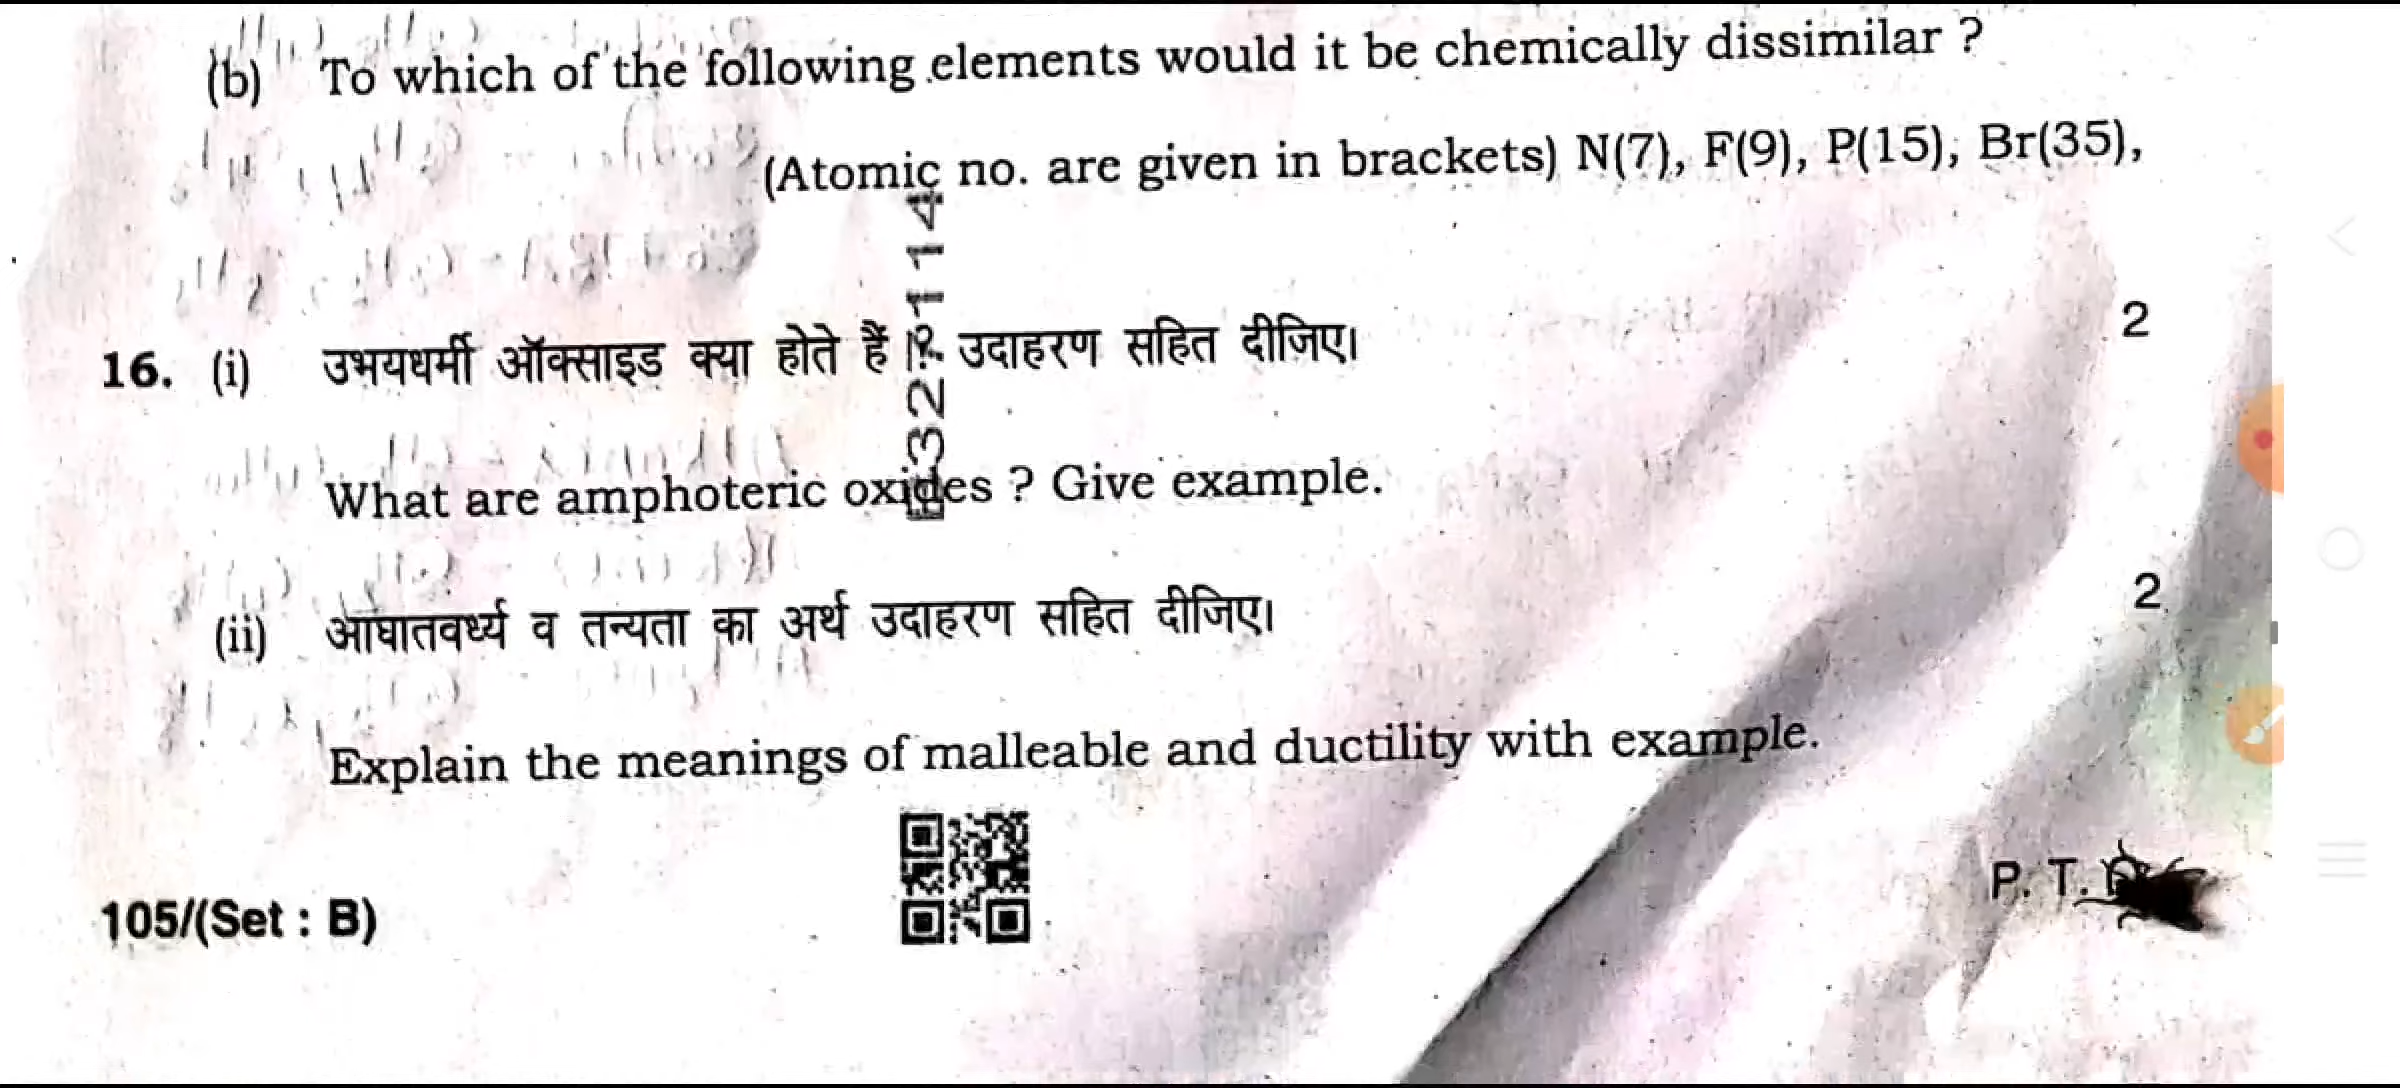 (b) To which of the following elements would it be chemically dissimilar ?
(Atomic no. are given in brackets) N(7), F(9), P(15), Br(35),
16. (i) उभयधर्मी ऑक्साइड क्या होते हैं ? उदाहरण सहित दीजिए। 2
What are amphoteric oxides ? Give example.
(ii) आघातवर्ध्य व तन्यता का अर्थ उदाहरण सहित दीजिए। 2
Explain the meanings of malleable and ductility with example.
105/(Set : B)
P. T.